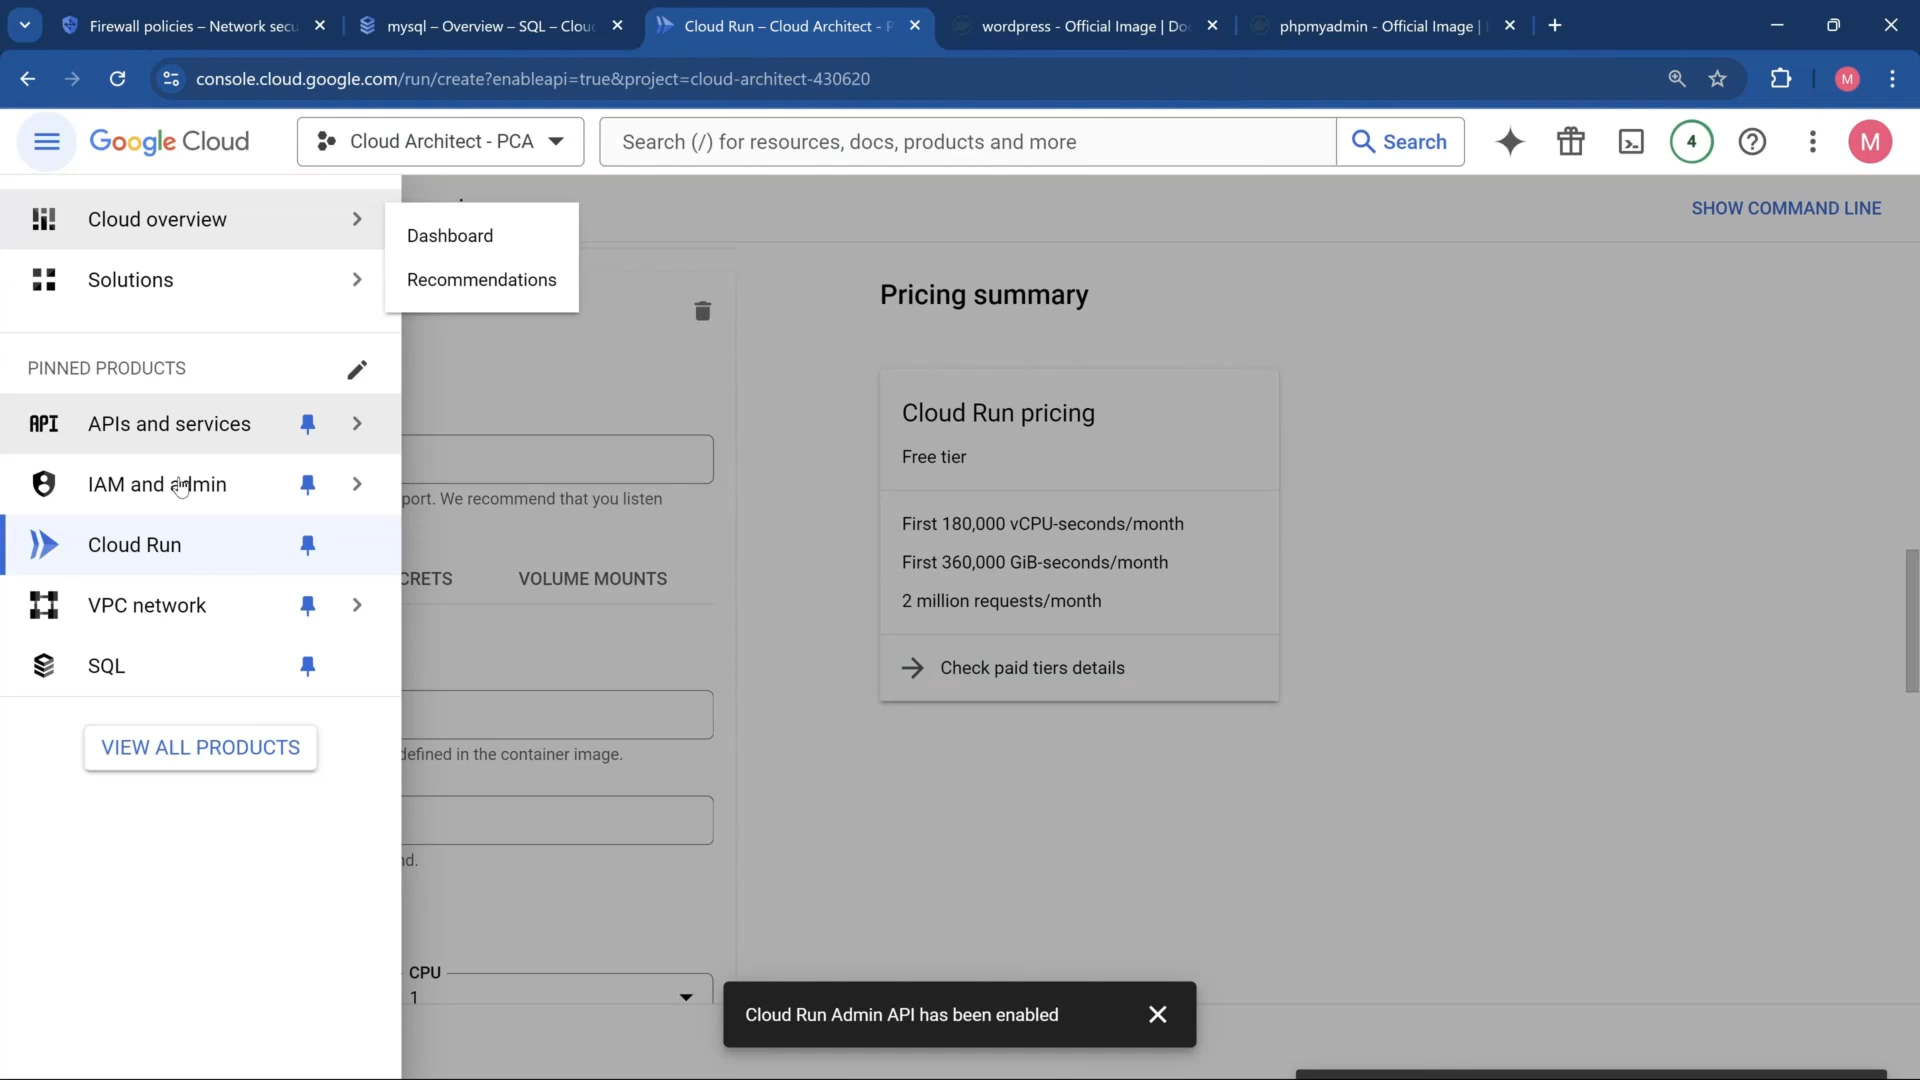 Firewall policies – Network secu
mysql – Overview – SQL – Clou
Cloud Run – Cloud Architect - P
wordpress - Official Image | Do
phpmyadmin - Official Image |
console.cloud.google.com/run/create?enableapi=true&project=cloud-architect-430620
M
Google Cloud
Cloud Architect - PCA
Search (/) for resources, docs, products and more
Search
4
M
Cloud overview
Dashboard
Recommendations
Solutions
SHOW COMMAND LINE
PINNED PRODUCTS
API APIs and services
IAM and admin
Cloud Run
VPC network
SQL
VIEW ALL PRODUCTS
port. We recommend that you listen
CRETS
VOLUME MOUNTS
defined in the container image.
nd.
CPU
1
Pricing summary
Cloud Run pricing
Free tier
First 180,000 vCPU-seconds/month
First 360,000 GiB-seconds/month
2 million requests/month
Check paid tiers details
Cloud Run Admin API has been enabled